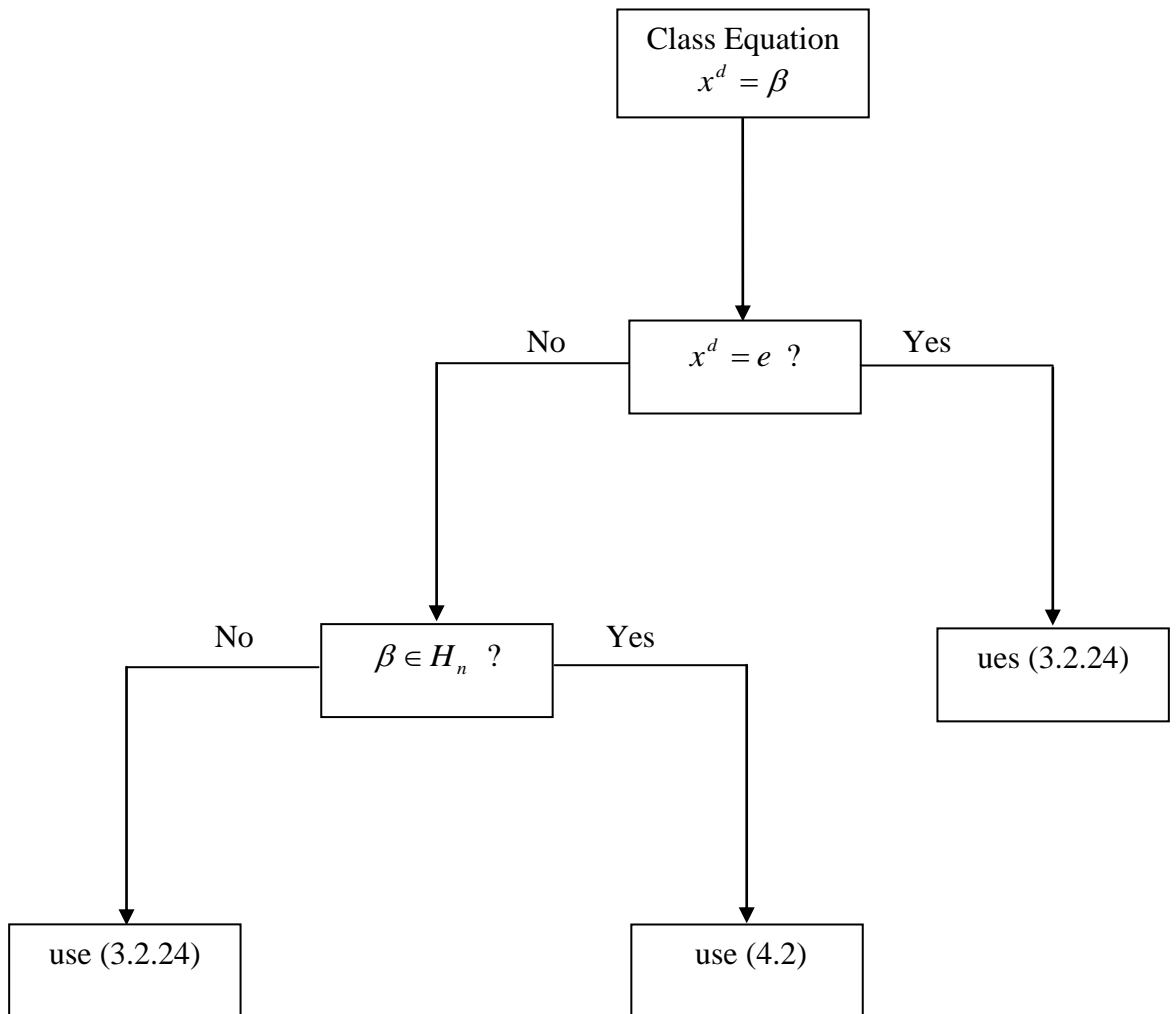 Class Equation
x^d = β
x^d = e ?
No
Yes
β ∈ H_n ?
No
Yes
ues (3.2.24)
use (3.2.24)
use (4.2)